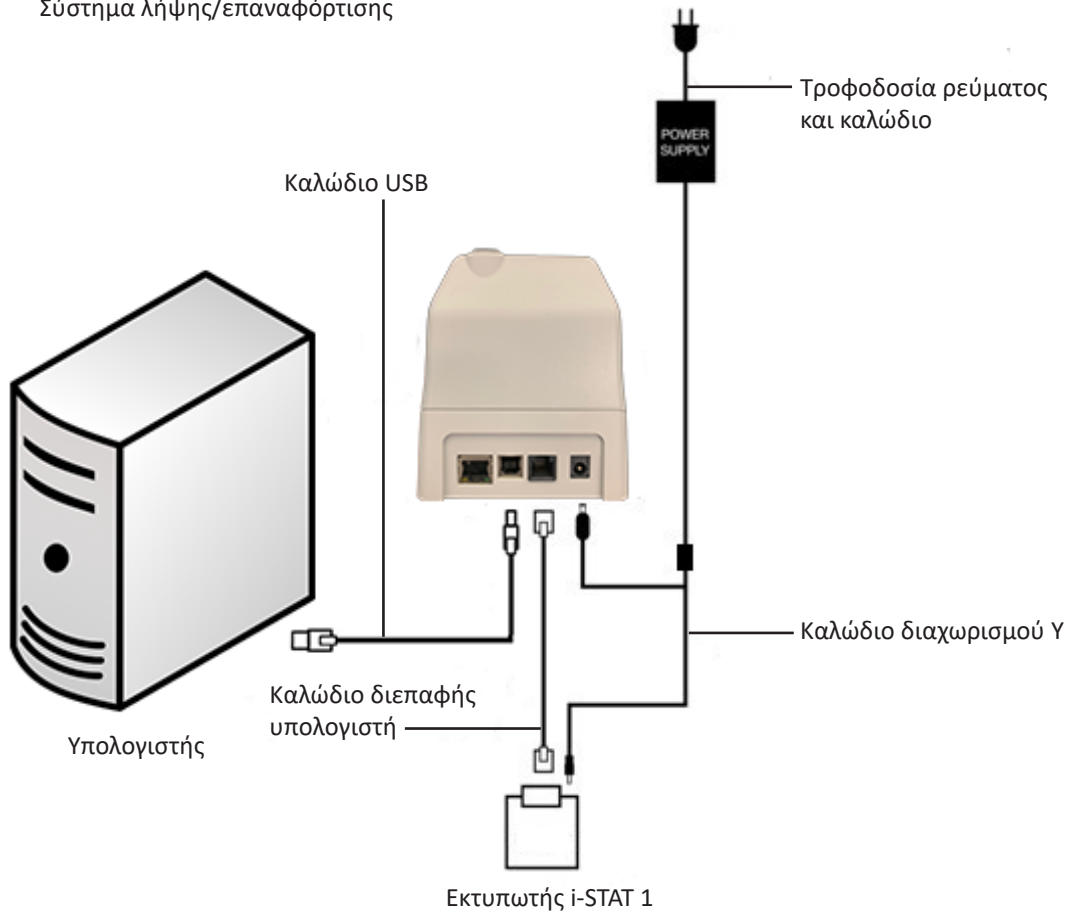 Σύστημα λήψης/επαναφόρτισης
Τροφοδοσία ρεύματος
και καλώδιο
POWER
SUPPLY
Καλώδιο USB
Καλώδιο διαχωρισμού Y
Καλώδιο διεπαφής
υπολογιστή
Υπολογιστής
Εκτυπωτής i-STAT 1